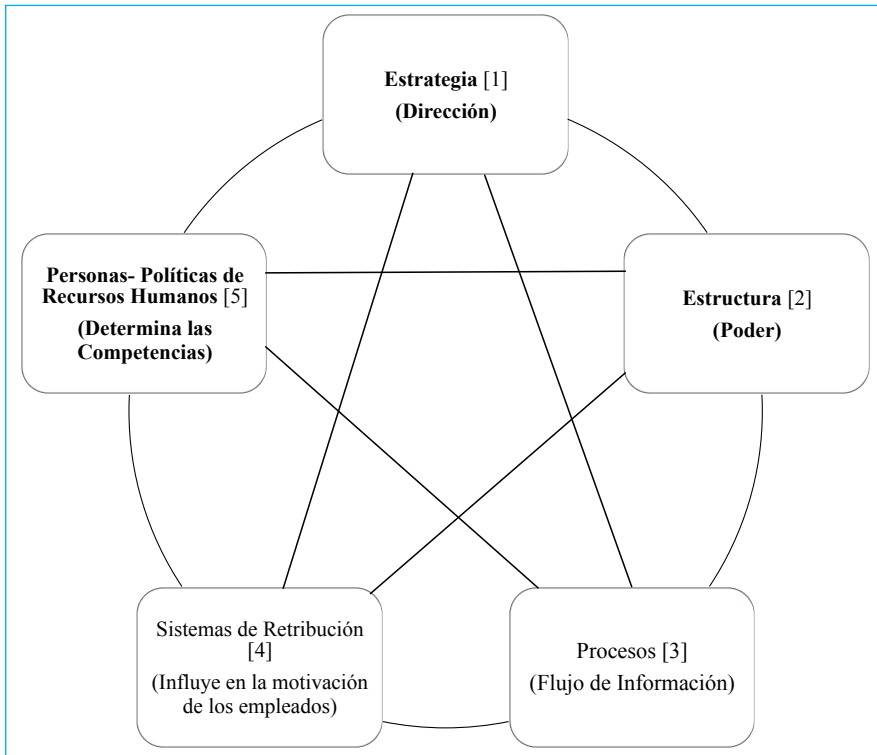 Estrategia [1]
(Dirección)
Estructura [2]
(Poder)
Procesos [3]
(Flujo de Información)
Sistemas de Retribución
[4]
(Influye en la motivación
de los empleados)
Personas- Políticas de
Recursos Humanos [5]
(Determina las
Competencias)